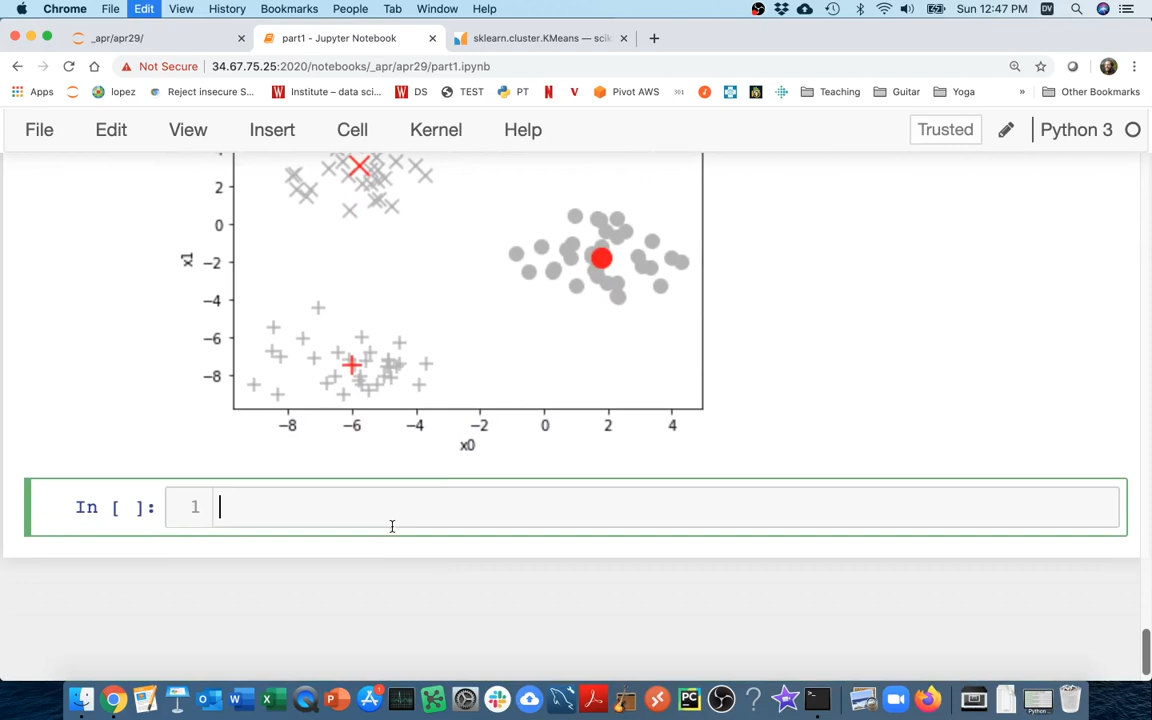 Chrome File Edit View History Bookmarks People Tab Window Help Sun 12:47 PM DV
_apr/apr29/ part1 - Jupyter Notebook sklearn.cluster.KMeans — sciki
Not Secure 34.67.75.25:2020/notebooks/_apr/apr29/part1.ipynb
Apps lopez Reject insecure S... Institute – data sci... DS TEST PT Pivot AWS 301 Teaching Guitar Yoga » Other Bookmarks
File Edit View Insert Cell Kernel Help Trusted Python 3
2
0
−2
−4
−6
−8
x1
−8 −6 −4 −2 0 2 4
x0
In [ ]: 1